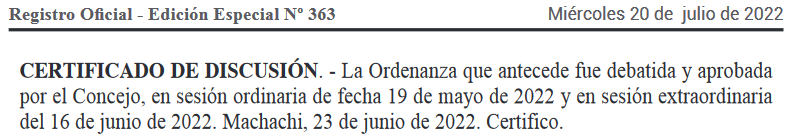 Registro Oficial - Edición Especial Nº 363 Miércoles 20 de julio de 2022
CERTIFICADO DE DISCUSIÓN. - La Ordenanza que antecede fue debatida y aprobada
por el Concejo, en sesión ordinaria de fecha 19 de mayo de 2022 y en sesión extraordinaria
del 16 de junio de 2022. Machachi, 23 de junio de 2022. Certifico.